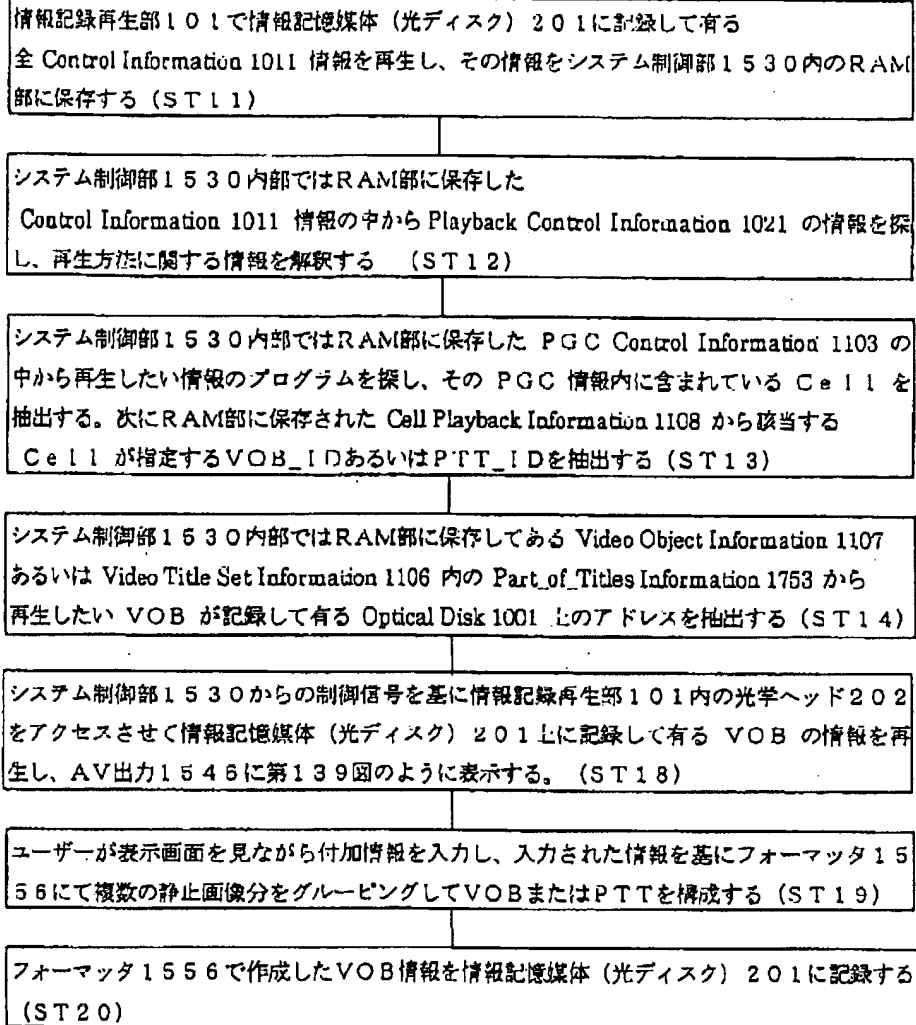 情報記録再生部１０１で情報記憶媒体（光ディスク）２０１に記録して有る
全 Control Information 1011 情報を再生し、その情報をシステム制御部１５３０内のＲＡＭ
部に保存する（ＳＴ１１）
システム制御部１５３０内部ではＲＡＭ部に保存した
Control Information 1011 情報の中から Playback Control Information 1021 の情報を探
し、再生方法に関する情報を解釈する （ＳＴ１２）
システム制御部１５３０内部ではＲＡＭ部に保存した PGC Control Information 1103 の
中から再生したい情報のプログラムを探し、その PGC 情報内に含まれている Ｃｅｌｌ を
抽出する。次にＲＡＭ部に保存された Cell Playback Information 1108 から該当する
Ｃｅｌｌ が指定するＶＯＢ_ＩＤあるいはＰＴＴ_ＩＤを抽出する（ＳＴ１３）
システム制御部１５３０内部ではＲＡＭ部に保存してある Video Object Information 1107
あるいは Video Title Set Information 1106 内の Part_of_Titles Information 1753 から
再生したい VOB が記録して有る Optical Disk 1001 上のアドレスを抽出する（ＳＴ１４）
システム制御部１５３０からの制御信号を基に情報記録再生部１０１内の光学ヘッド２０２
をアクセスさせて情報記憶媒体（光ディスク）２０１上に記録して有る VOB の情報を再
生し、ＡＶ出力１５４６に第１３９図のように表示する。（ＳＴ１８）
ユーザーが表示画面を見ながら付加情報を入力し、入力された情報を基にフォーマッタ１５
５６にて複数の静止画像分をグルーピングしてＶＯＢまたはＰＴＴを構成する（ＳＴ１９）
フォーマッタ１５５６で作成したＶＯＢ情報を情報記憶媒体（光ディスク）２０１に記録する
（ＳＴ２０）